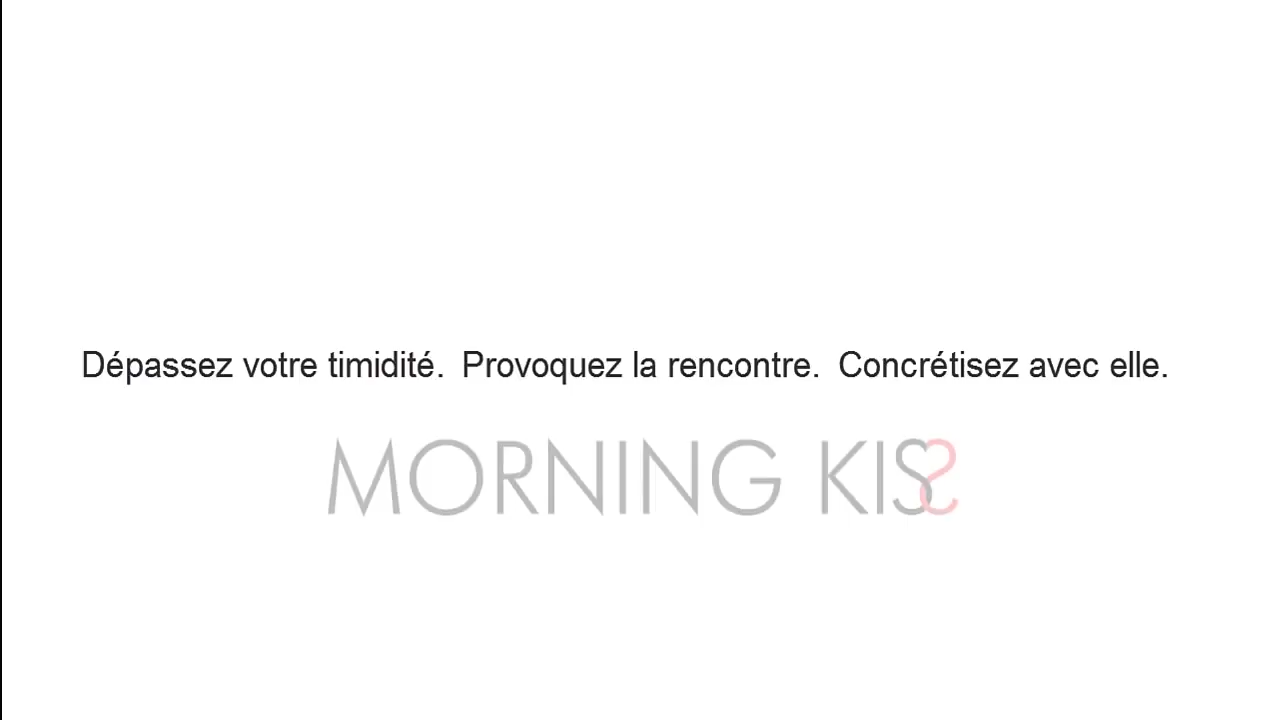 Dépassez votre timidité. Provoquez la rencontre. Concrétisez avec elle.
MORNING KISS